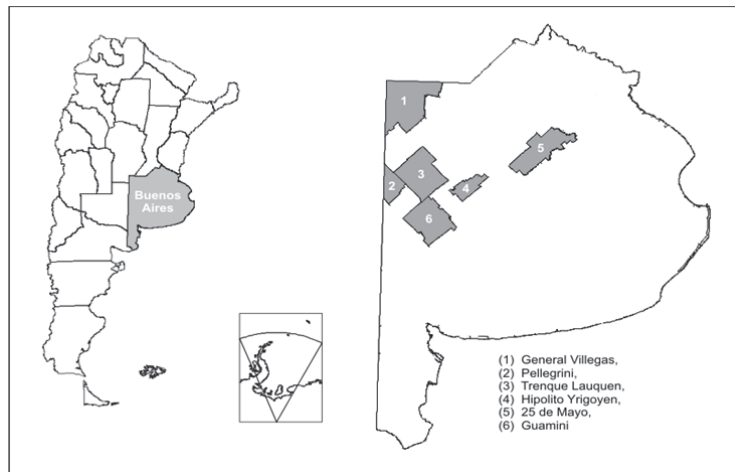 Buenos
Aires
1
2
3
4
5
6
(1) General Villegas,
(2) Pellegrini,
(3) Trenque Lauquen,
(4) Hipolito Yrigoyen,
(5) 25 de Mayo,
(6) Guamini